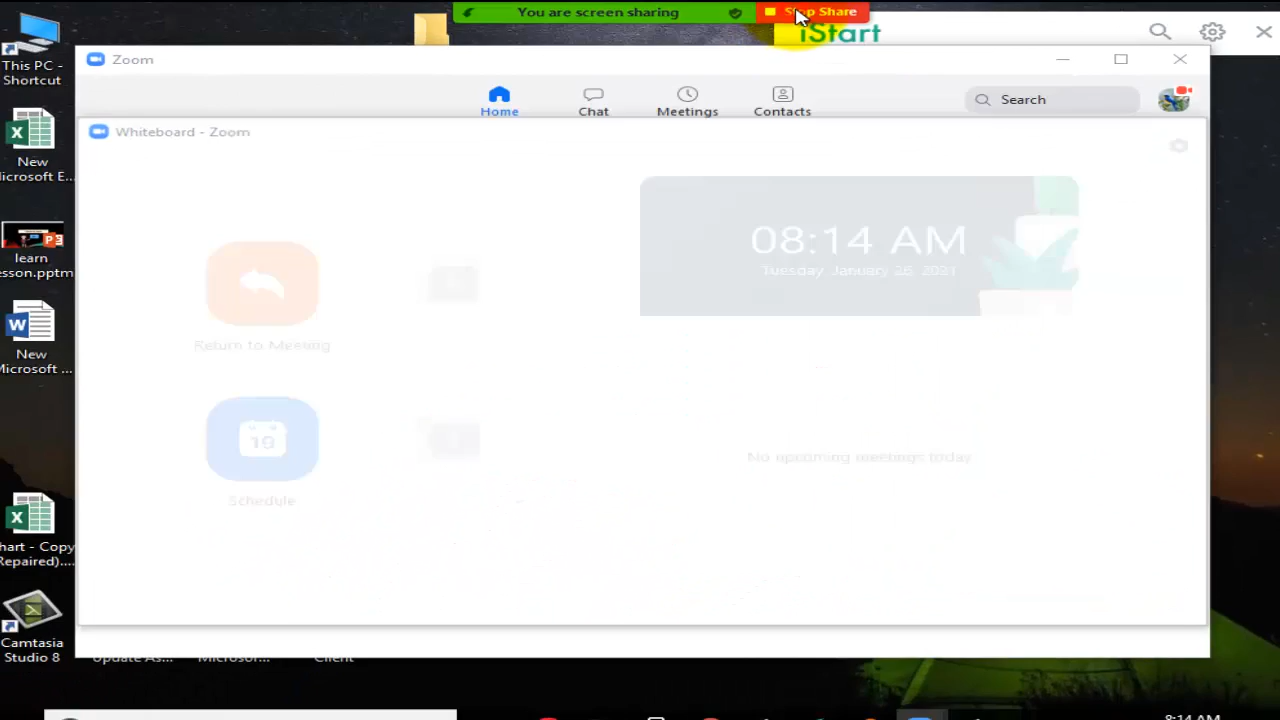 You are screen sharing
Stop Share
iStart
This PC -
Shortcut
Zoom
Home
Chat
Meetings
Contacts
Search
Whiteboard - Zoom
New
Microsoft E...
08:14 AM
Tuesday January 26, 2021
learn
esson.pptm
Return to Meeting
New
Microsoft ...
19
No upcoming meetings today
Schedule
hart - Copy
Repaired)....
Camtasia
Studio 8
Update As...
Microsof...
Client
8:14 AM